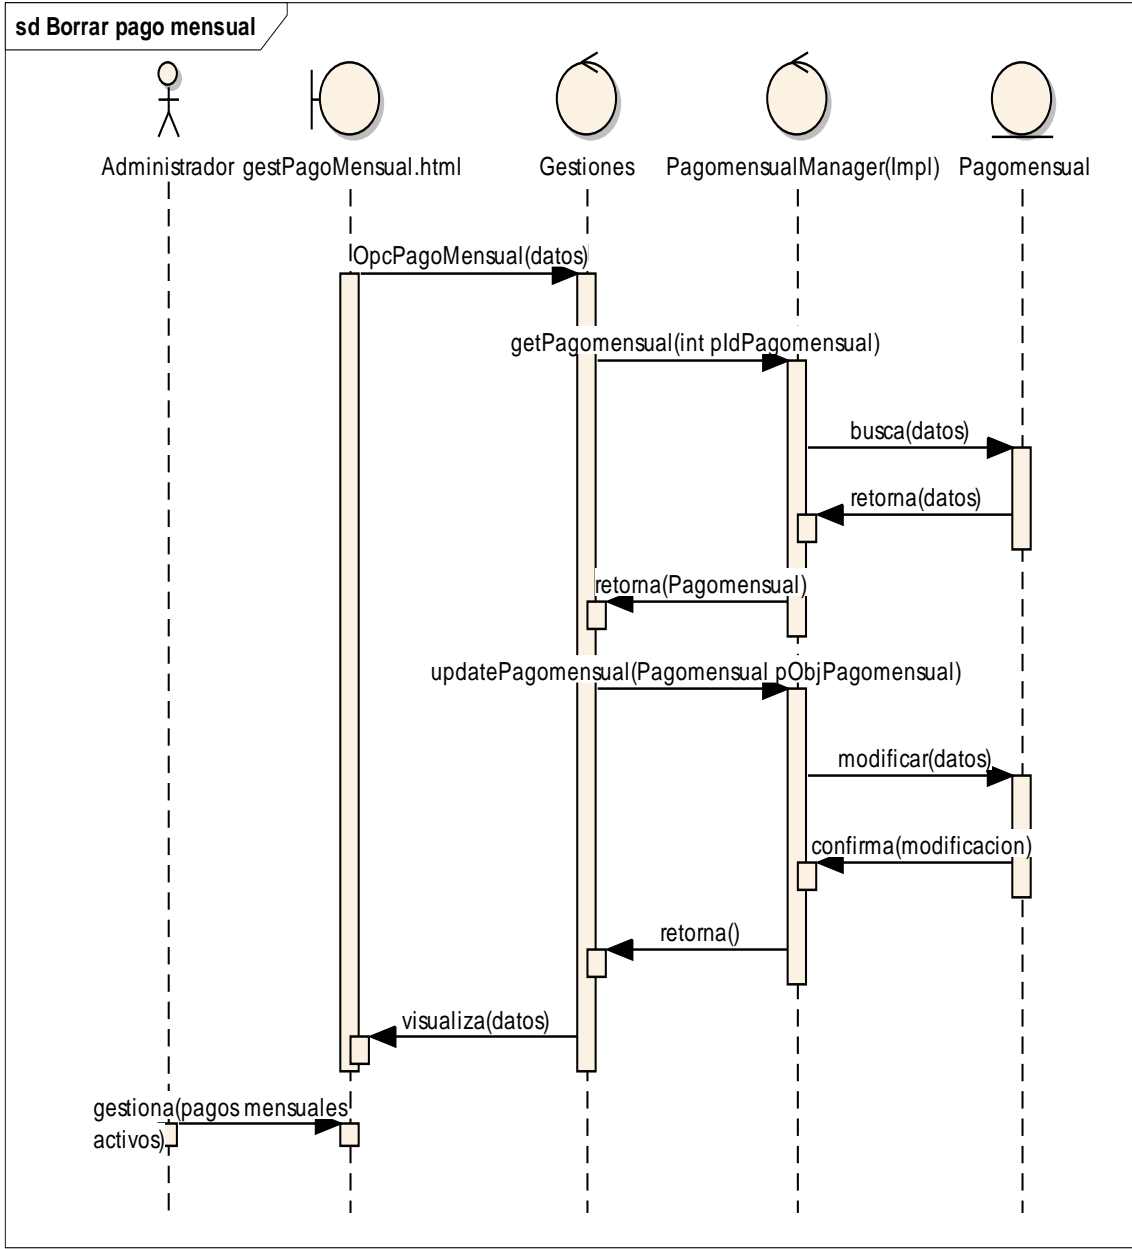 sd Borrar pago mensual
Administrador
gestPagoMensual.html
Gestiones
PagomensualManager(Impl)
Pagomensual
OpcPagoMensual(datos)
getPagomensual(int pIdPagomensual)
busca(datos)
retorna(datos)
retorna(Pagomensual)
updatePagomensual(Pagomensual pObjPagomensual)
modificar(datos)
confirma(modificacion)
retorna()
visualiza(datos)
gestiona(pagos mensuales
activos)